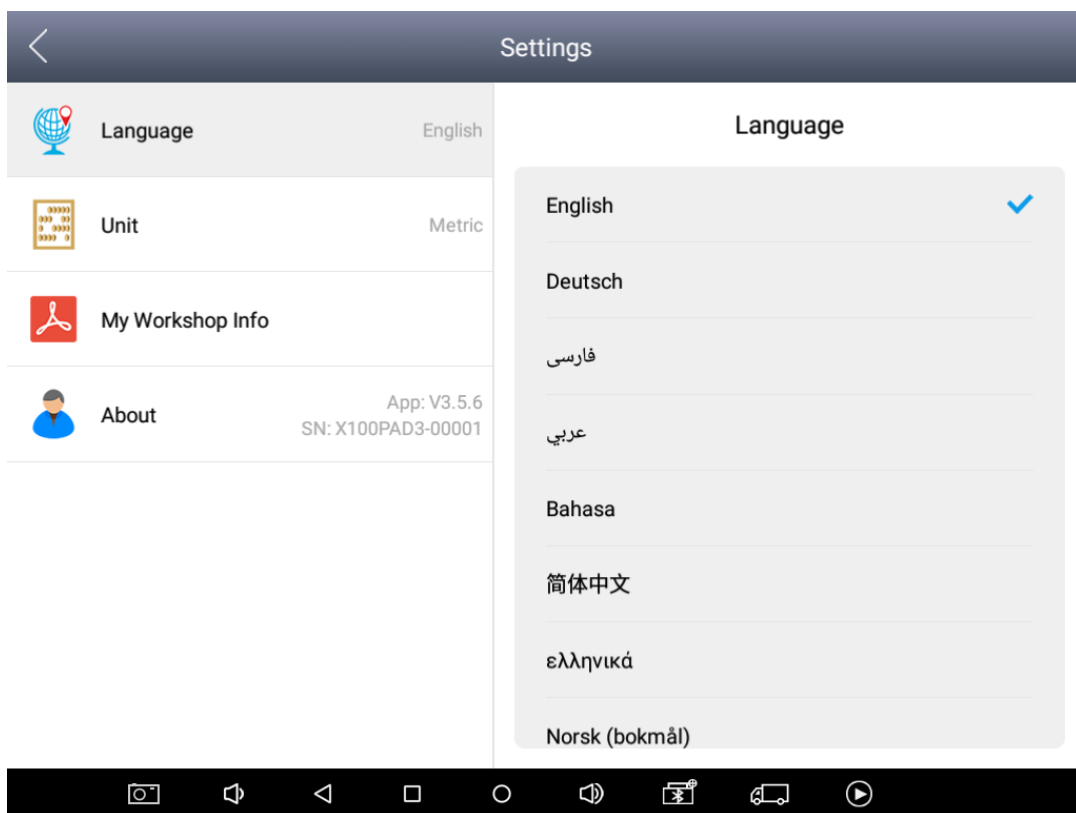 Settings
Language
English
Unit
Metric
My Workshop Info
About
App: V3.5.6
SN: X100PAD3-00001
Language
English
Deutsch
فارسی
عربي
Bahasa
简体中文
ελληνικά
Norsk (bokmål)